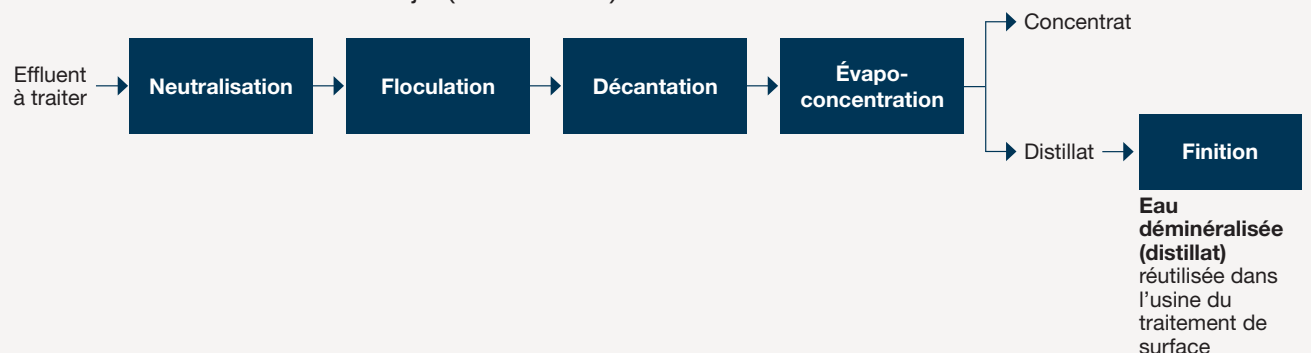 Effluent
à traiter
Neutralisation
Floculation
Décantation
Évapo-
concentration
Concentrat
Distillat
Finition
Eau
déminéralisée
(distillat)
réutilisée dans
l'usine du
traitement de
surface